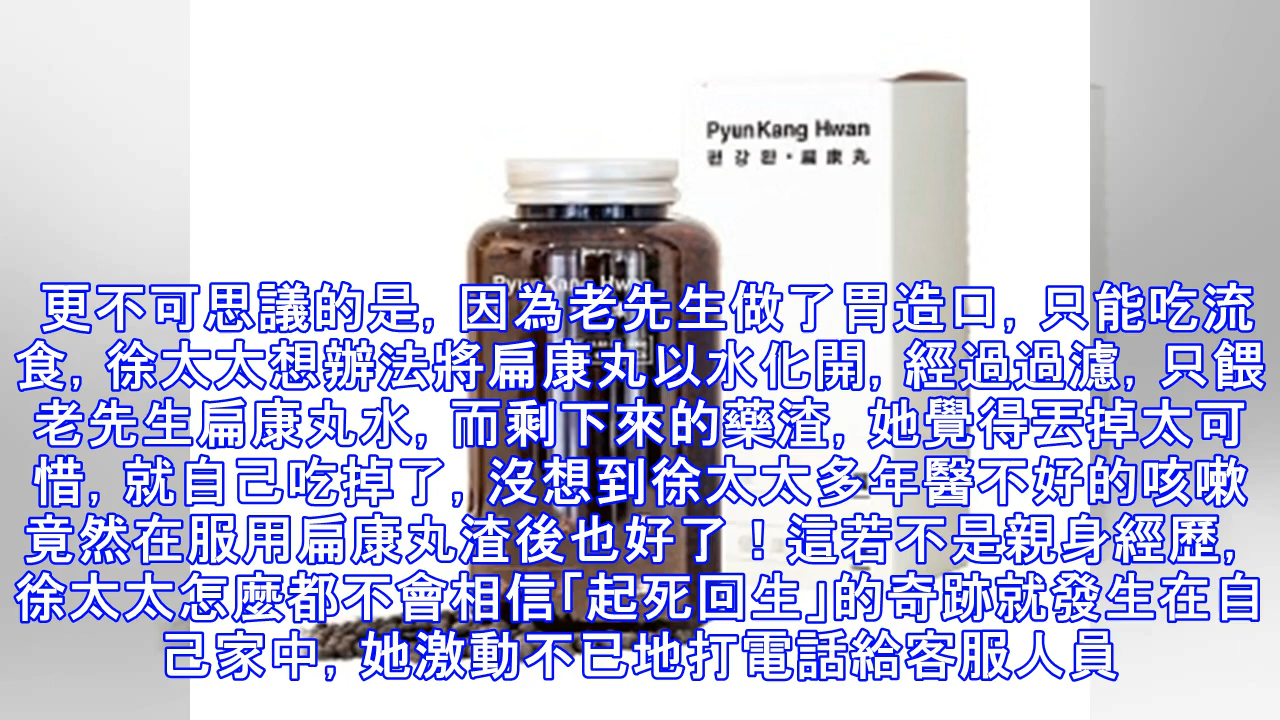 PyunKang Hwan
편강환·扁康丸
更不可思議的是, 因為老先生做了胃造口, 只能吃流
食, 徐太太想辦法將扁康丸以水化開, 經過過濾, 只餵
老先生扁康丸水, 而剩下來的藥渣, 她覺得丟掉太可
惜, 就自己吃掉了, 沒想到徐太太多年醫不好的咳嗽
竟然在服用扁康丸渣後也好了！這若不是親身經歷,
徐太太怎麼都不會相信「起死回生」的奇跡就發生在自
己家中, 她激動不已地打電話給客服人員